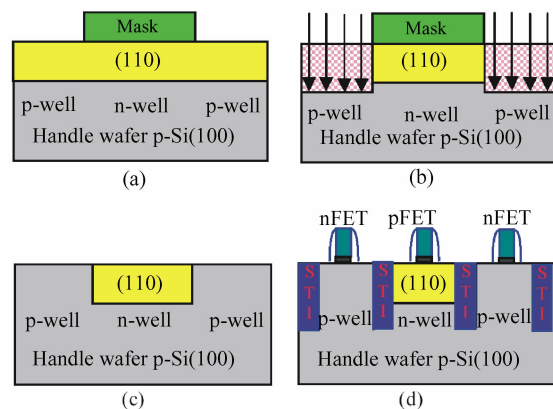 Mask
(110)
p-well n-well p-well
Handle wafer p-Si(100)
(a)
Mask
(110)
p-well n-well p-well
Handle wafer p-Si(100)
(b)
(110)
p-well n-well p-well
Handle wafer p-Si(100)
(c)
nFET pFET nFET
STI STI STI STI
(110)
p-well n-well p-well
Handle wafer p-Si(100)
(d)